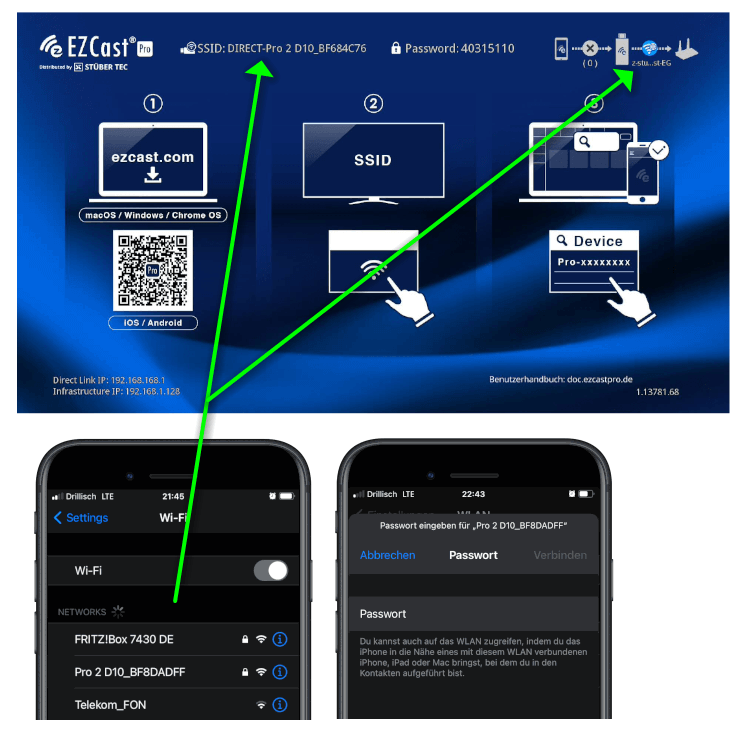 EZCast® Pro
Distributed by STÜBER TEC
SSID: DIRECT-Pro 2 D10_BF684C76
Password: 40315110
( 0 )
z-stu...st-EG
1
2
3
ezcast.com
macOS / Windows / Chrome OS
Pro
iOS / Android
SSID
Device
Pro-xxxxxxxx
Direct Link IP: 192.168.168.1
Infrastructure IP: 192.168.1.128
Benutzerhandbuch: doc.ezcastpro.de
1.13781.68
Drillisch LTE 21:45
Settings Wi-Fi
Wi-Fi
NETWORKS
FRITZ!Box 7430 DE
Pro 2 D10_BF8DADFF
Telekom_FON
Drillisch LTE 22:43
Einstellungen WLAN
Passwort eingeben für „Pro 2 D10_BF8DADFF“
Abbrechen Passwort Verbinden
Passwort
Du kannst auch auf das WLAN zugreifen, indem du das
iPhone in die Nähe eines mit diesem WLAN verbundenen
iPhone, iPad oder Mac bringst, bei dem du in den
Kontakten aufgeführt bist.